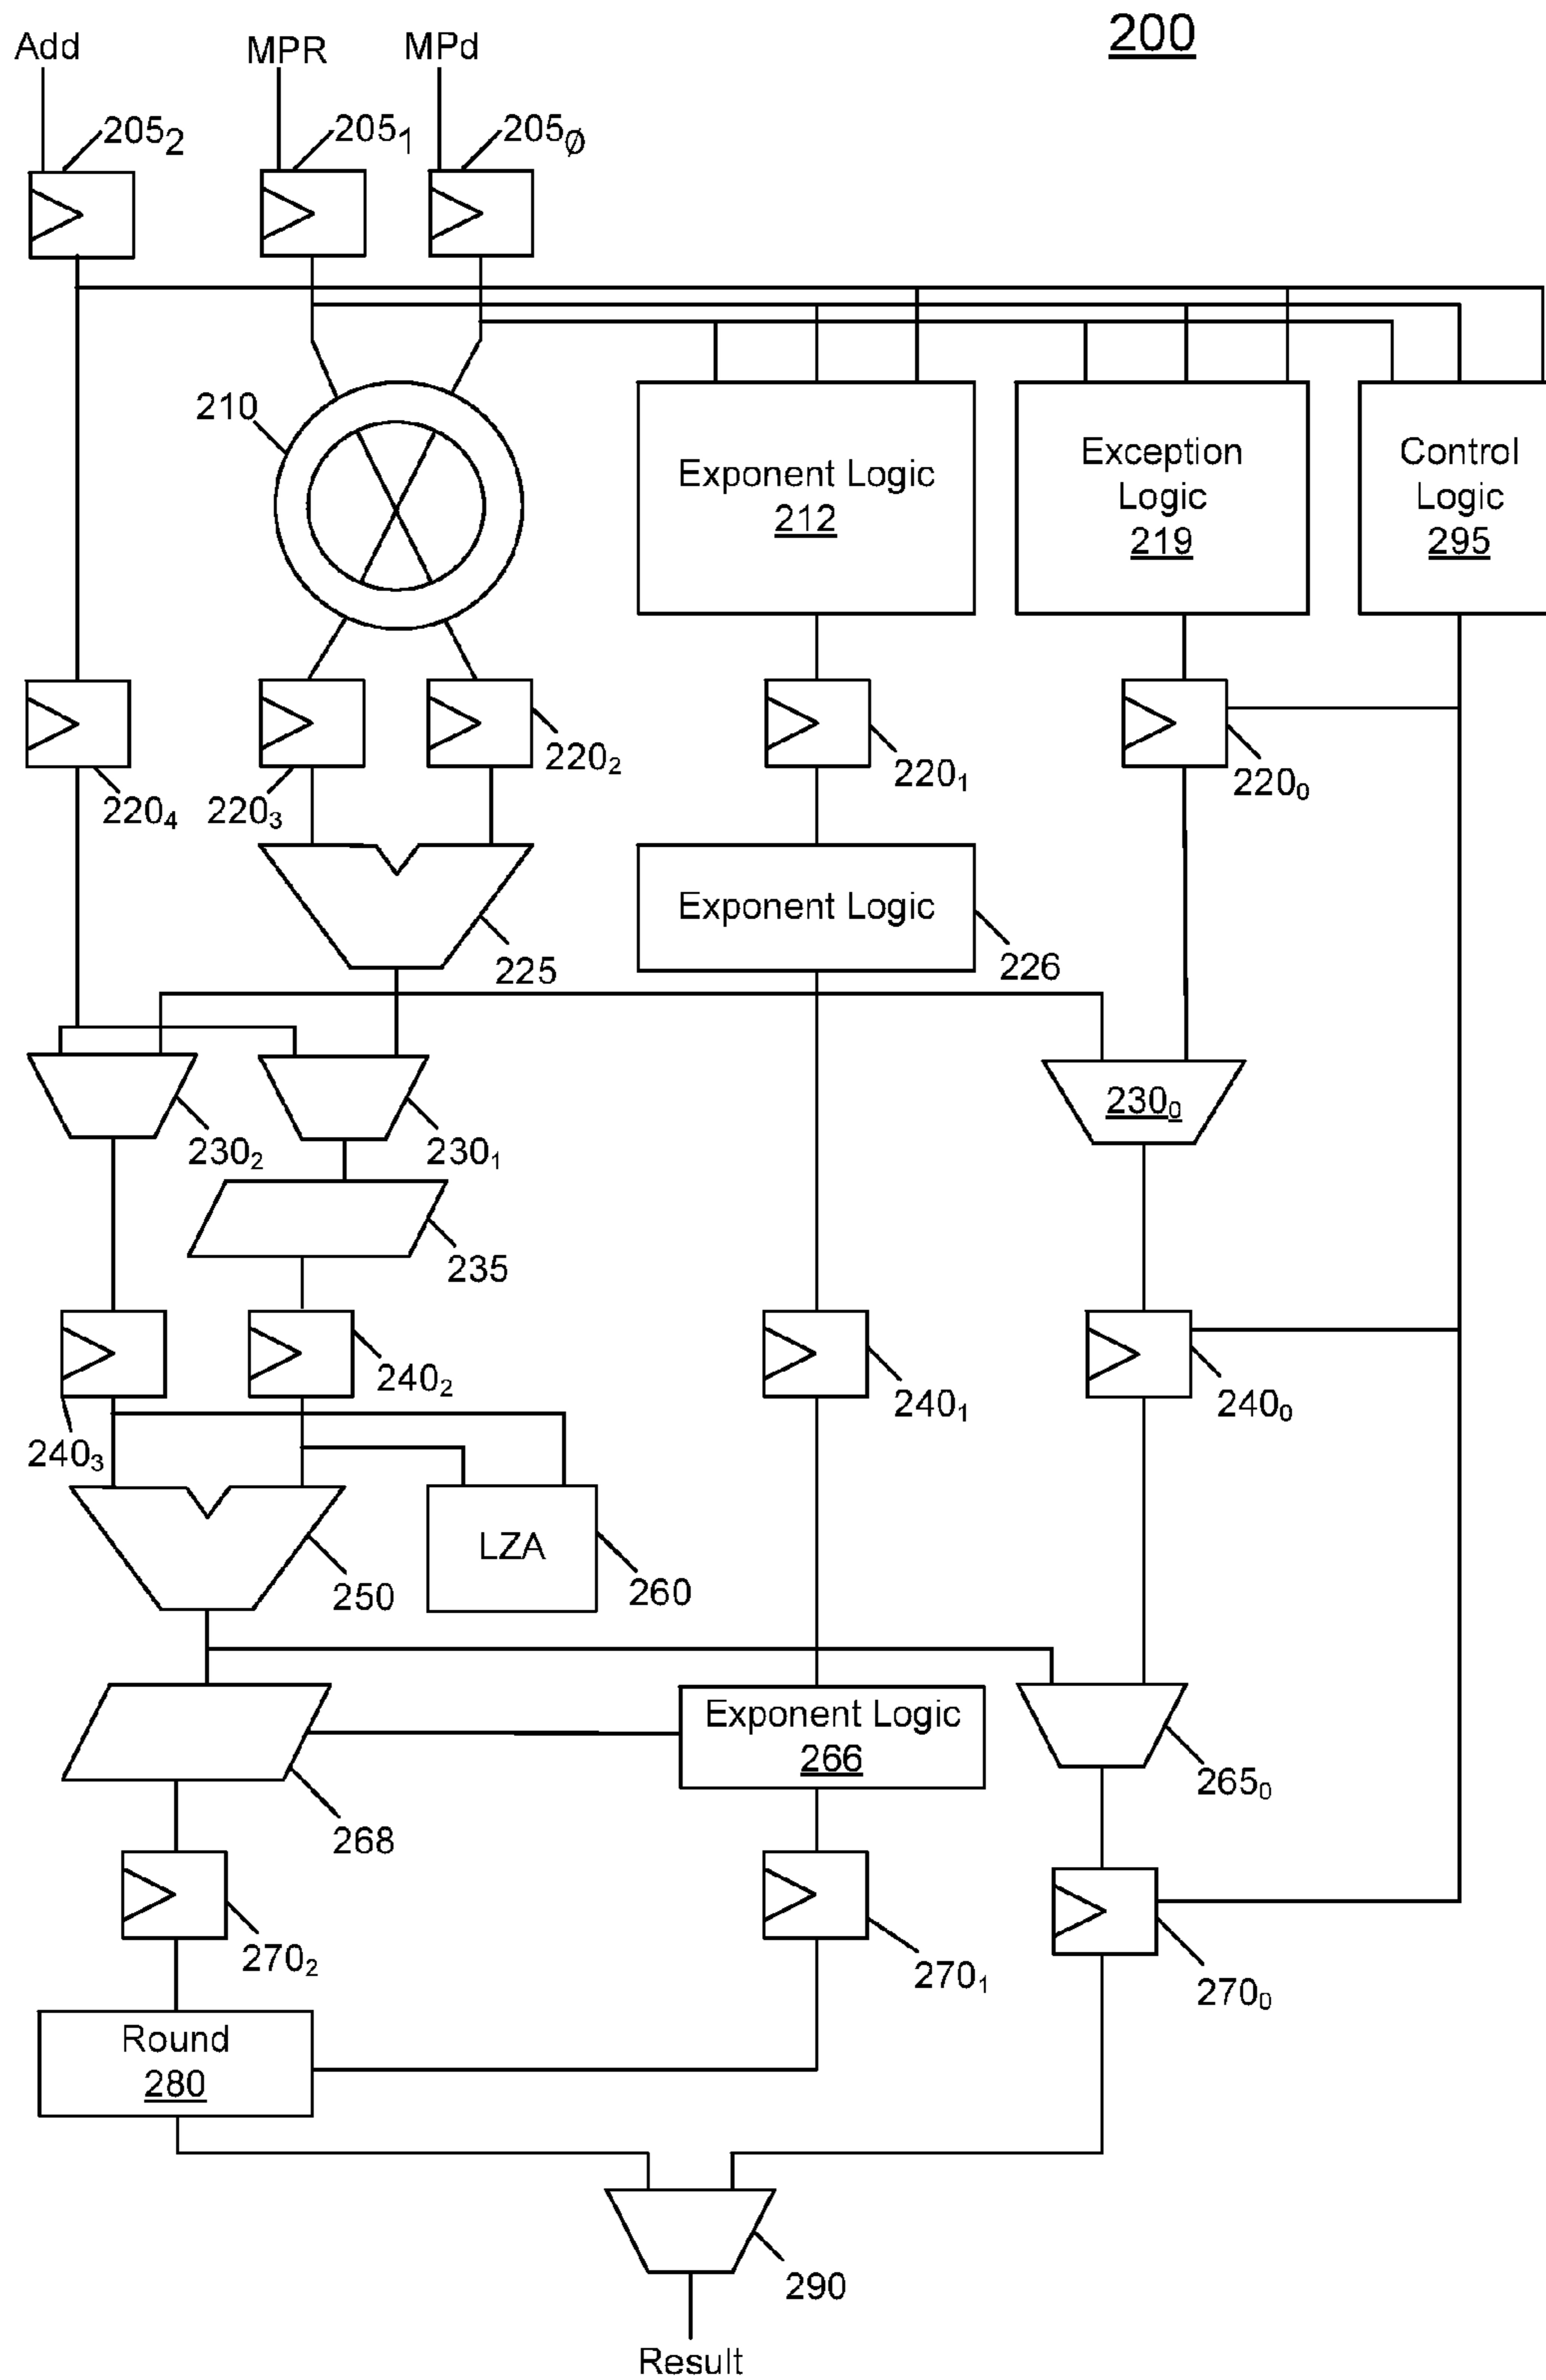 200
Add
MPR
MPd
205₂
205₁
205ø
210
Exponent Logic
212
Exception
Logic
219
Control
Logic
295
220₄
220₃
220₂
220₁
220₀
Exponent Logic
225
226
230₂
230₁
230₀
235
240₃
240₂
240₁
240₀
LZA
250
260
Exponent Logic
266
265₀
268
270₂
270₁
270₀
Round
280
290
Result